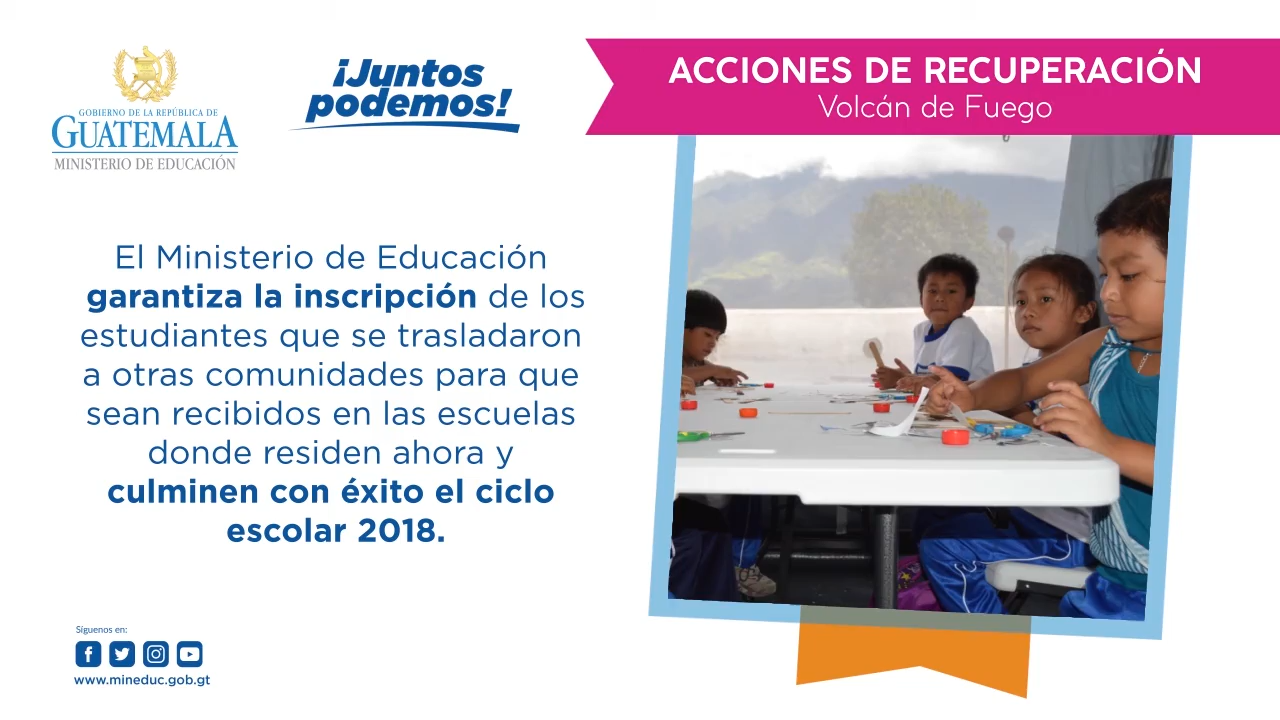 GOBIERNO DE LA REPÚBLICA DE
GUATEMALA
MINISTERIO DE EDUCACIÓN
¡Juntos
podemos!
ACCIONES DE RECUPERACIÓN
Volcán de Fuego
El Ministerio de Educación
garantiza la inscripción de los
estudiantes que se trasladaron
a otras comunidades para que
sean recibidos en las escuelas
donde residen ahora y
culminen con éxito el ciclo
escolar 2018.
Síguenos en:
www.mineduc.gob.gt